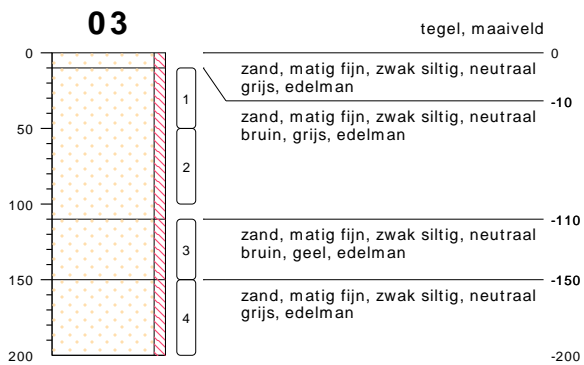 03
tegel, maaiveld
0
0
zand, matig fijn, zwak siltig, neutraal
grijs, edelman
-10
1
zand, matig fijn, zwak siltig, neutraal
bruin, grijs, edelman
50
2
100
-110
zand, matig fijn, zwak siltig, neutraal
bruin, geel, edelman
3
150
-150
zand, matig fijn, zwak siltig, neutraal
grijs, edelman
4
200
-200